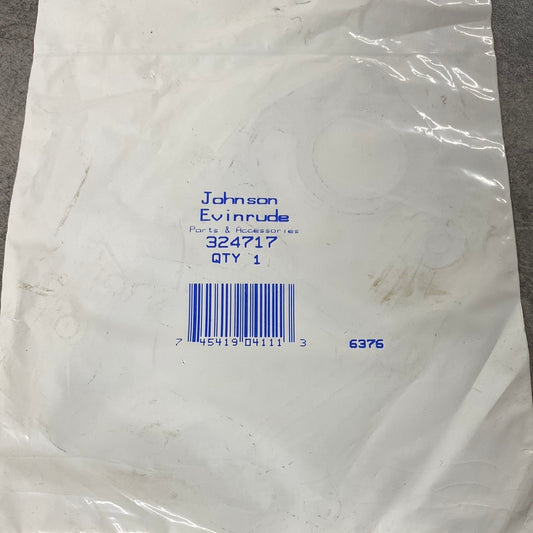 Johnson
Evinrude
Parts & Accessories
324717
QTY 1
7 45419 04111 3
6376